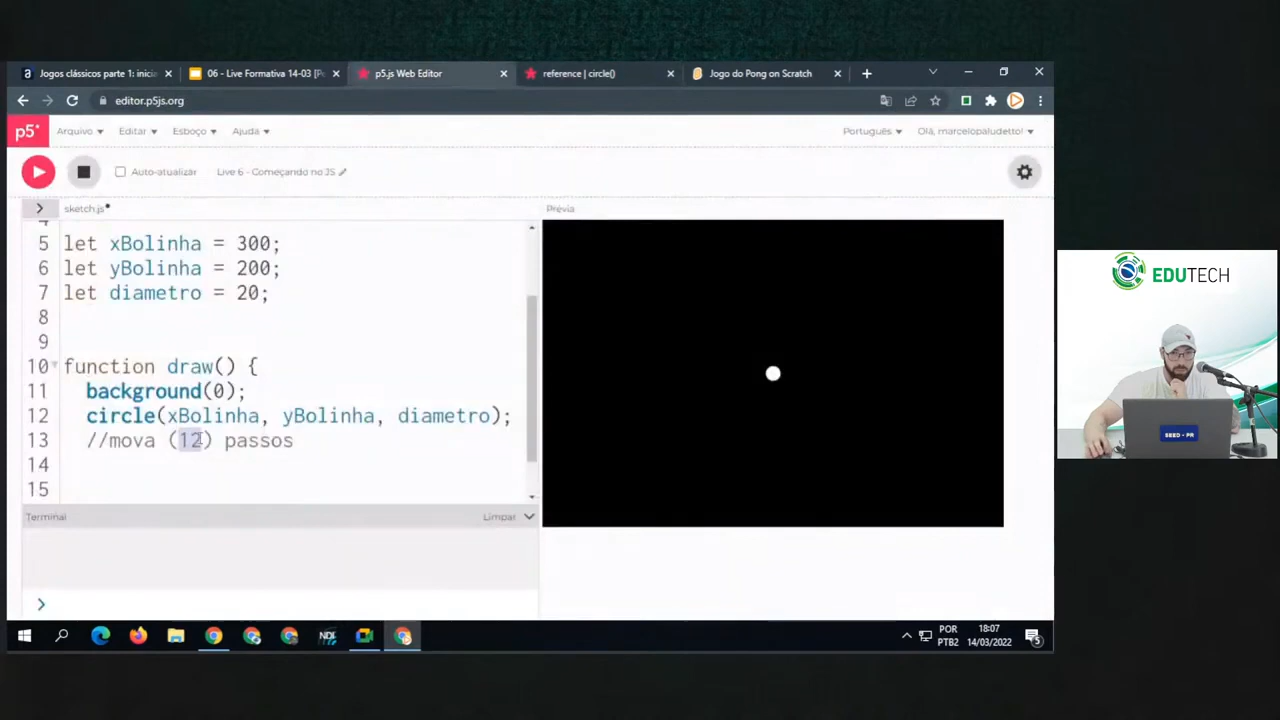 Jogos clássicos parte 1: inicia
06 - Live Formativa 14-03 [Pe
p5.js Web Editor
reference | circle()
Jogo do Pong on Scratch
editor.p5js.org
p5*
Arquivo
Editar
Esboço
Ajuda
Português
Olá, marcelopaludetto!
Auto-atualizar
Live 6 - Começando no JS
sketch.js
Prévia
5 let xBolinha = 300;
6 let yBolinha = 200;
7 let diametro = 20;
8
9
10 function draw() {
11 background(0);
12 circle(xBolinha, yBolinha, diametro);
13 //mova (12) passos
14
15
Terminal
Limpar
EDUTECH
SEED - PR
NDI
POR
PTB2
18:07
14/03/2022
5